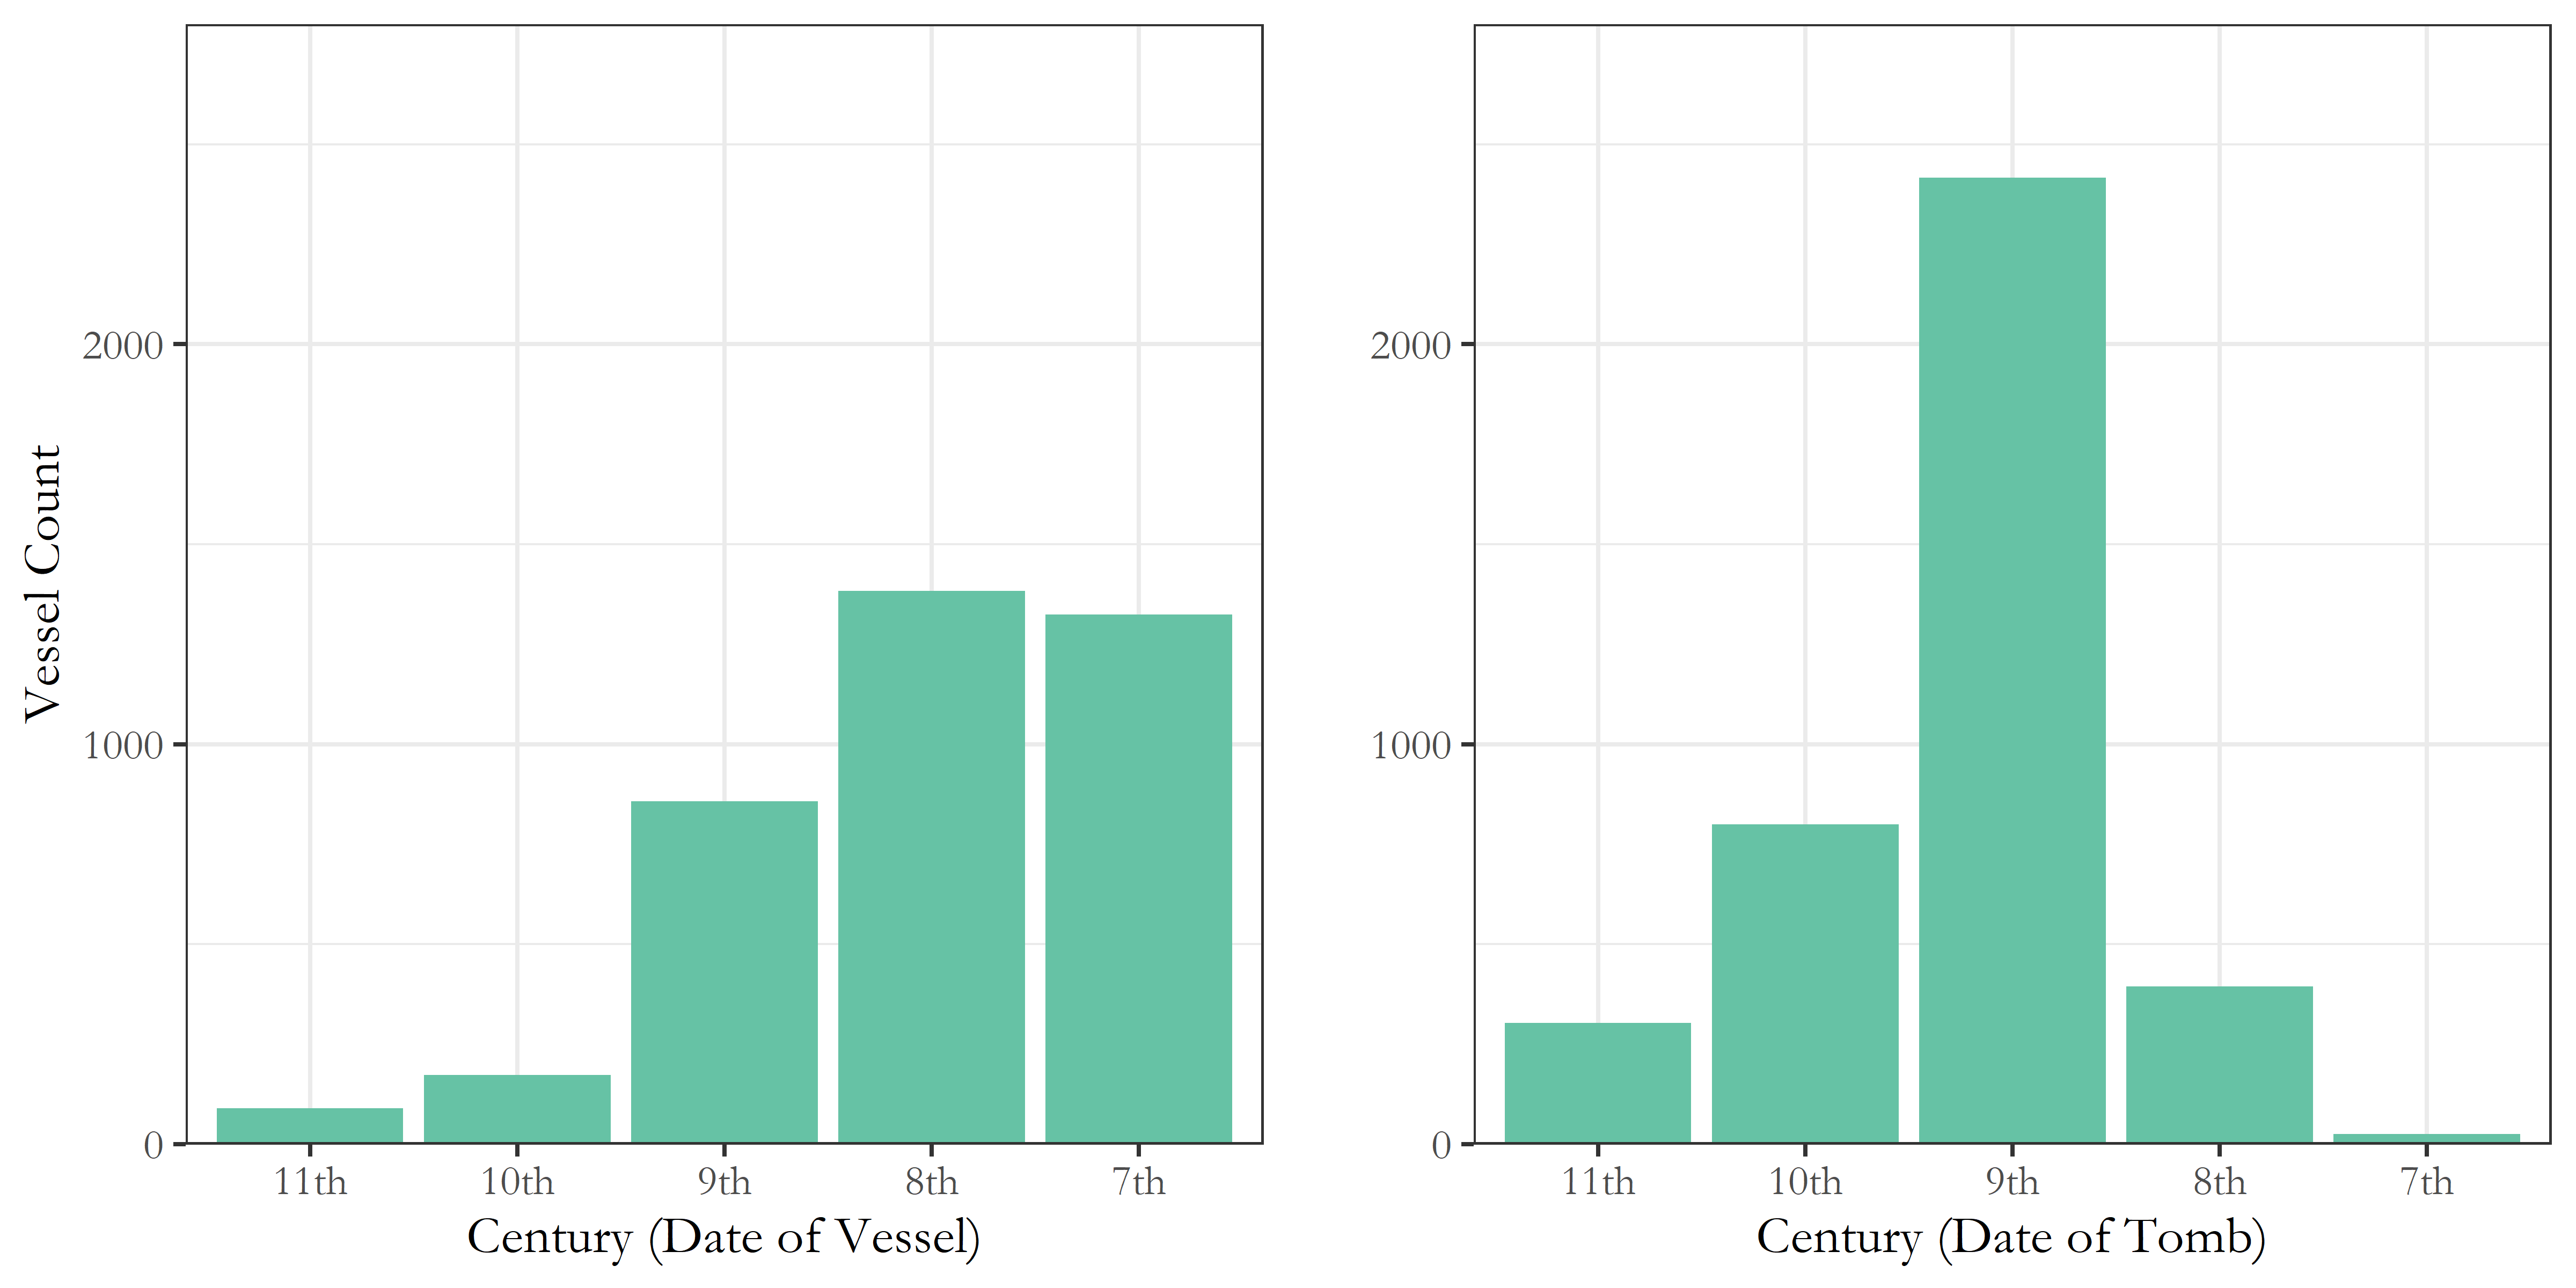 Vessel Count
2000
1000
0
11th 10th 9th 8th 7th
Century (Date of Vessel)
2000
1000
0
11th 10th 9th 8th 7th
Century (Date of Tomb)